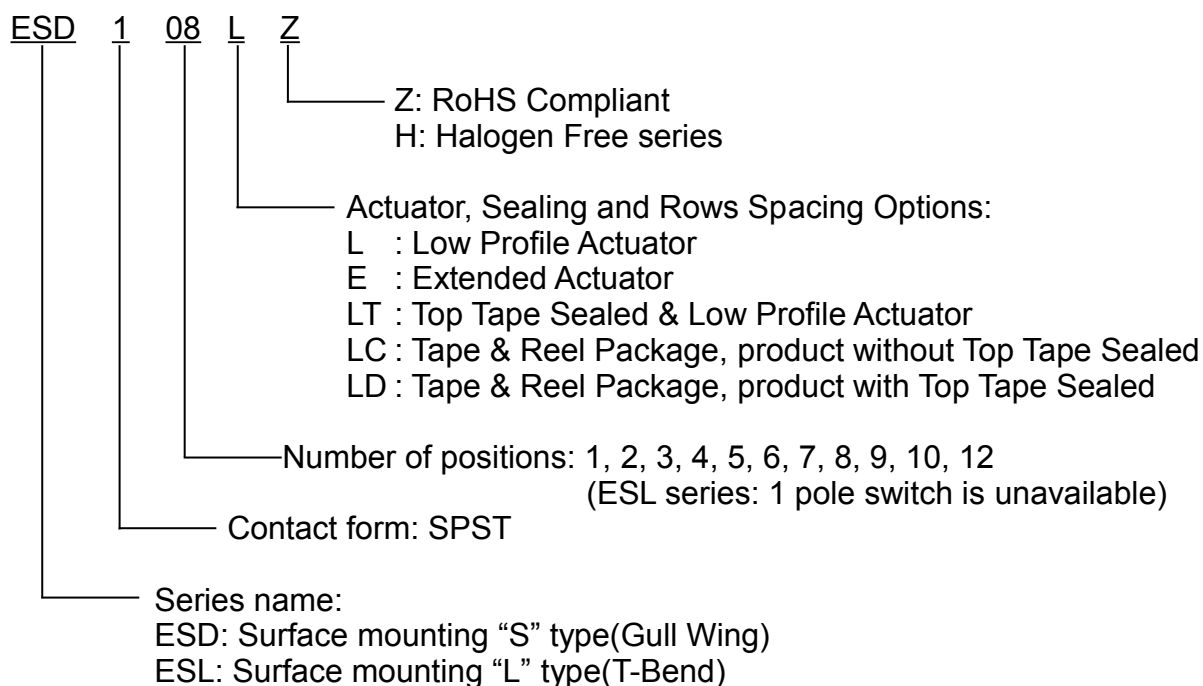 ESD 1 08 L Z
Z: RoHS Compliant
H: Halogen Free series
Actuator, Sealing and Rows Spacing Options:
L : Low Profile Actuator
E : Extended Actuator
LT : Top Tape Sealed & Low Profile Actuator
LC : Tape & Reel Package, product without Top Tape Sealed
LD : Tape & Reel Package, product with Top Tape Sealed
Number of positions: 1, 2, 3, 4, 5, 6, 7, 8, 9, 10, 12
(ESL series: 1 pole switch is unavailable)
Contact form: SPST
Series name:
ESD: Surface mounting “S” type(Gull Wing)
ESL: Surface mounting “L” type(T-Bend)